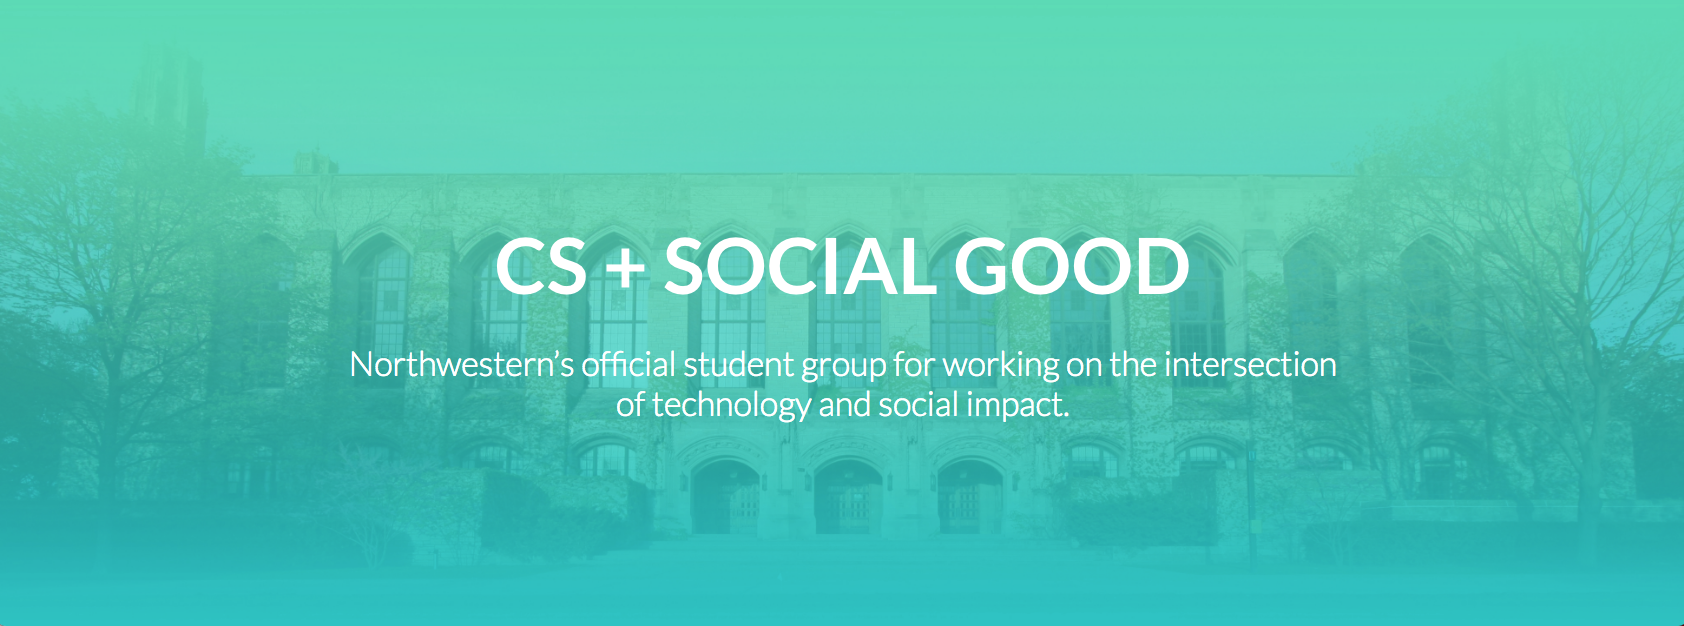 CS + SOCIAL GOOD
Northwestern’s official student group for working on the intersection
of technology and social impact.